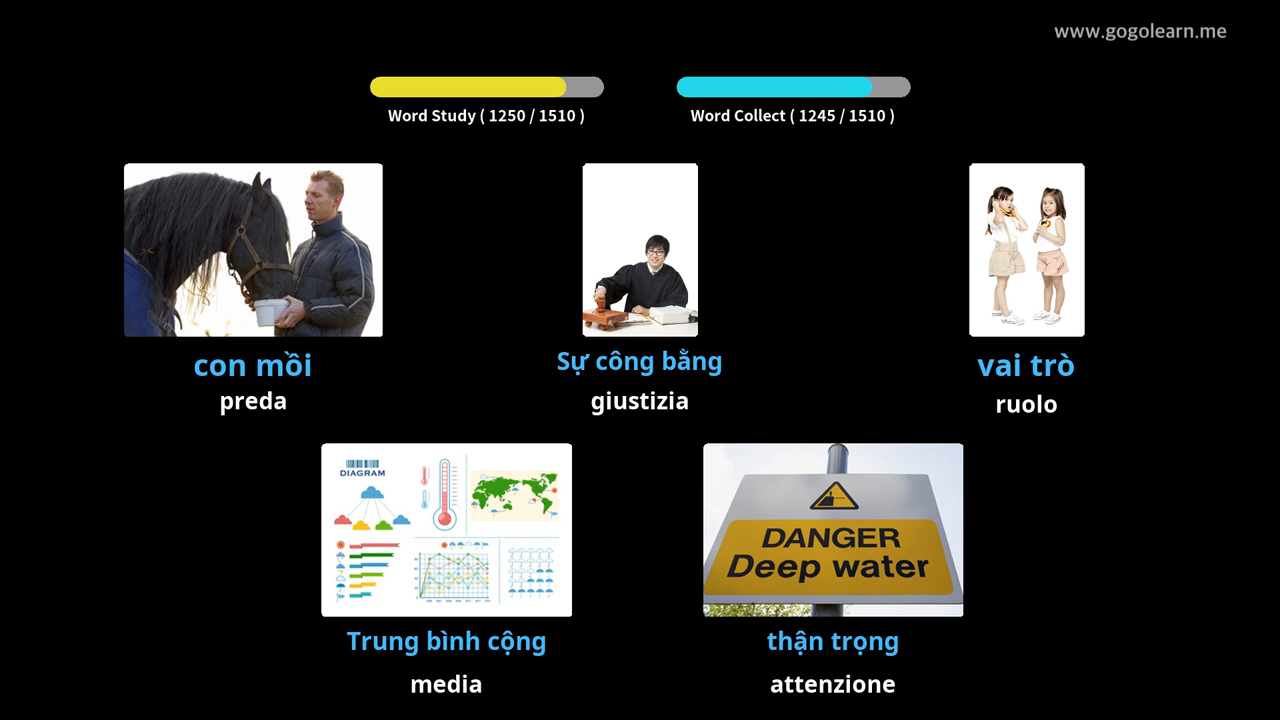 www.gogolearn.me
Word Study ( 1250 / 1510 )
Word Collect ( 1245 / 1510 )
con mồi
preda
Sự công bằng
giustizia
vai trò
ruolo
DIAGRAM
DANGER
Deep water
Trung bình cộng
media
thận trọng
attenzione